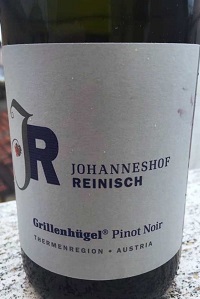 JR
JOHANNESHOF
REINISCH
Grillenhügel® Pinot Noir
THERMENREGION • AUSTRIA